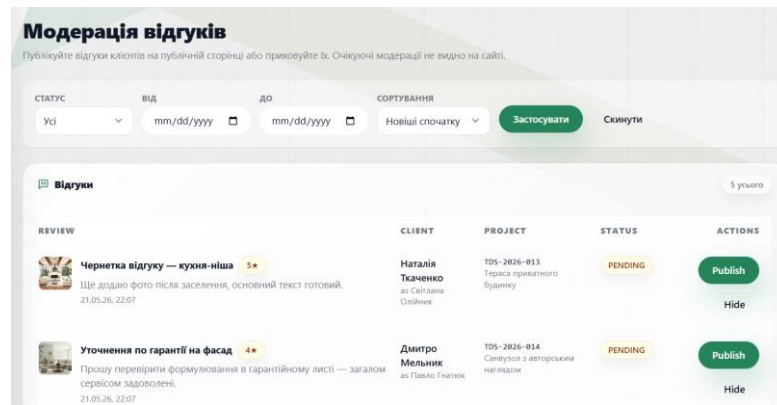 Модерація відгуків
Публікуйте відгуки клієнтів на публічній сторінці або приховуйте їх. Очікуючі модерації не видно на сайті.
СТАТУС ВІД ДО СОРТУВАННЯ
Усі mm/dd/yyyy mm/dd/yyyy Новіші спочатку Застосувати Скинути
Відгуки 5 усього
REVIEW CLIENT PROJECT STATUS ACTIONS
Чернетка відгуку — кухня-ніша 5★
Ще додаю фото після заселення, основний текст готовий.
21.05.26, 22:07
Наталія
Ткаченко
as Світлана
Олійник
TDS-2026-013
Тераса приватного
будинку
PENDING
Publish
Hide
Уточнення по гарантії на фасад 4★
Прошу перевірити формулювання в гарантійному листі — загалом
сервісом задоволені.
21.05.26, 22:07
Дмитро
Мельник
as Павло Гнатюк
TDS-2026-014
Санвузол з авторським
наглядом
PENDING
Publish
Hide